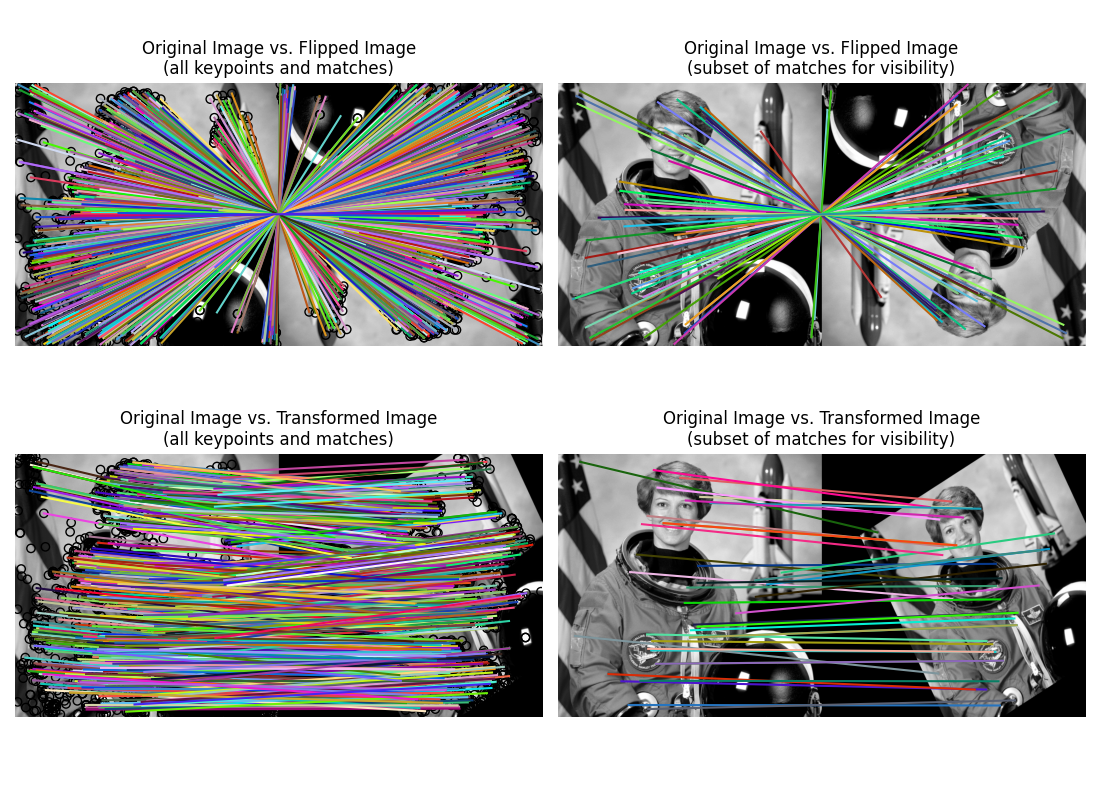 Original Image vs. Flipped Image
(all keypoints and matches)
Original Image vs. Flipped Image
(subset of matches for visibility)
Original Image vs. Transformed Image
(all keypoints and matches)
Original Image vs. Transformed Image
(subset of matches for visibility)